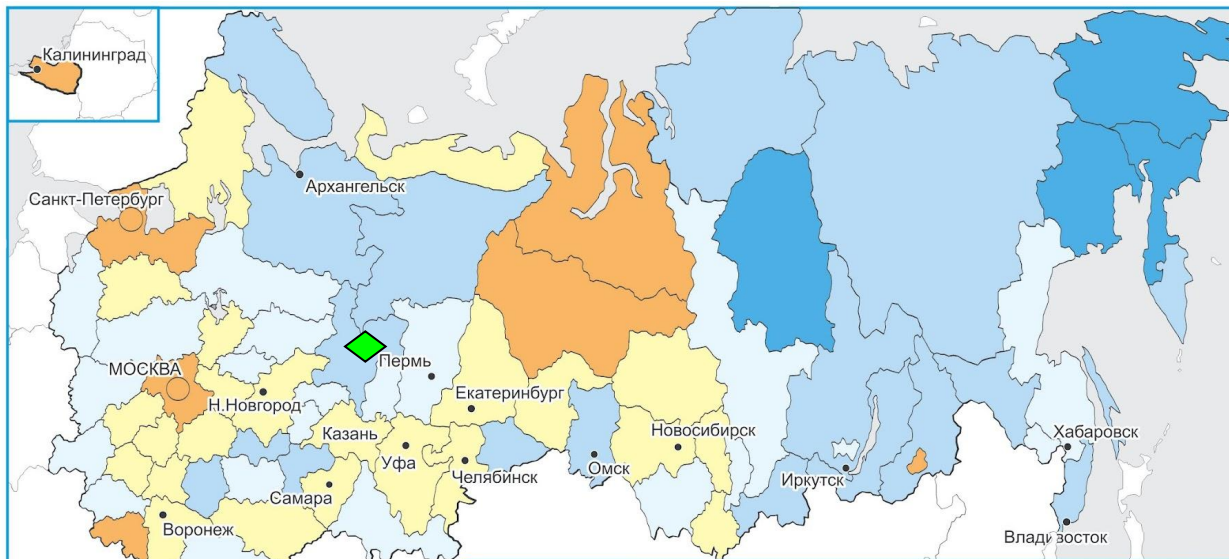 Калининград
Архангельск
Санкт-Петербург
МОСКВА
Пермь
Н.Новгород
Екатеринбург
Казань
Новосибирск
Хабаровск
Уфа
Челябинск
Омск
Иркутск
Самара
Воронеж
Владивосток